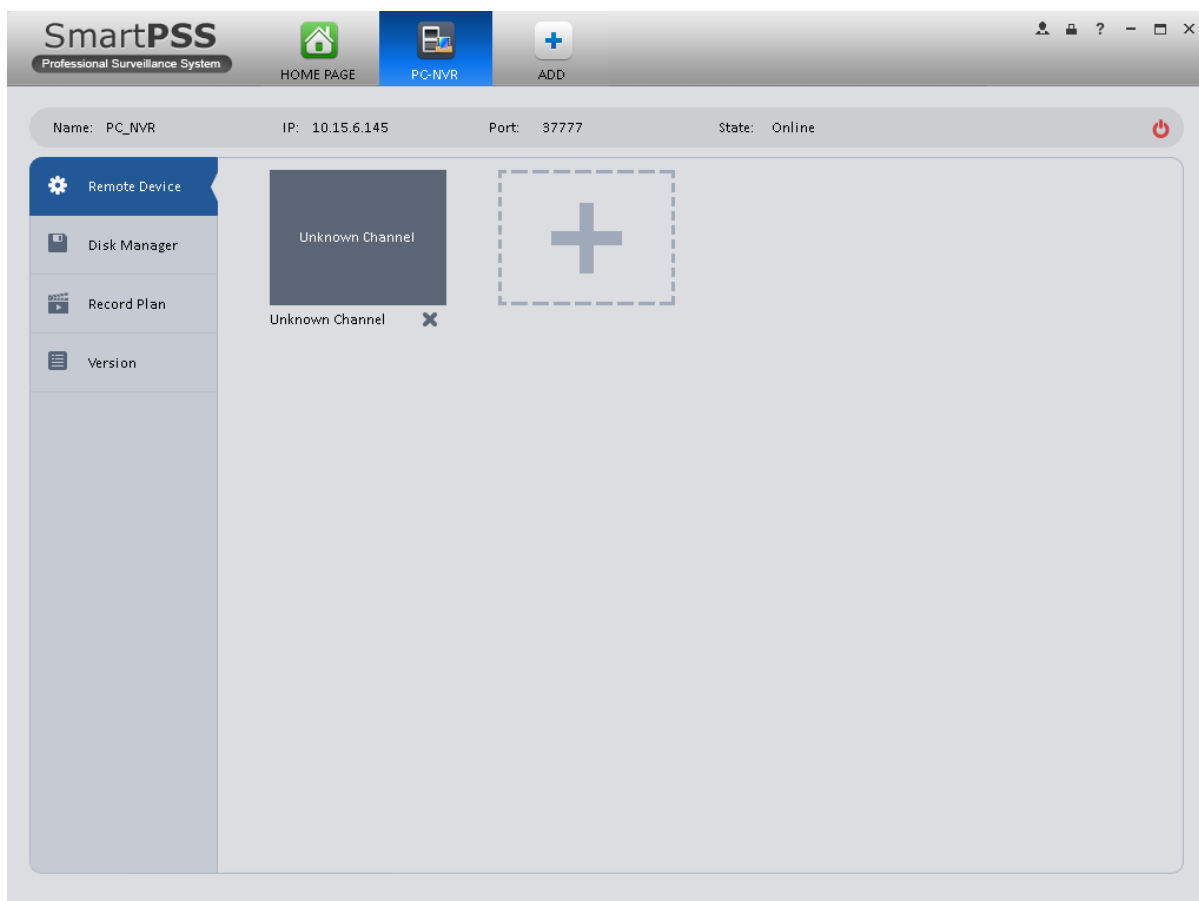 SmartPSS
Professional Surveillance System
HOME PAGE
PC-NVR
ADD
?
Name: PC_NVR IP: 10.15.6.145 Port: 37777 State: Online
Remote Device
Disk Manager
Record Plan
Version
Unknown Channel
Unknown Channel